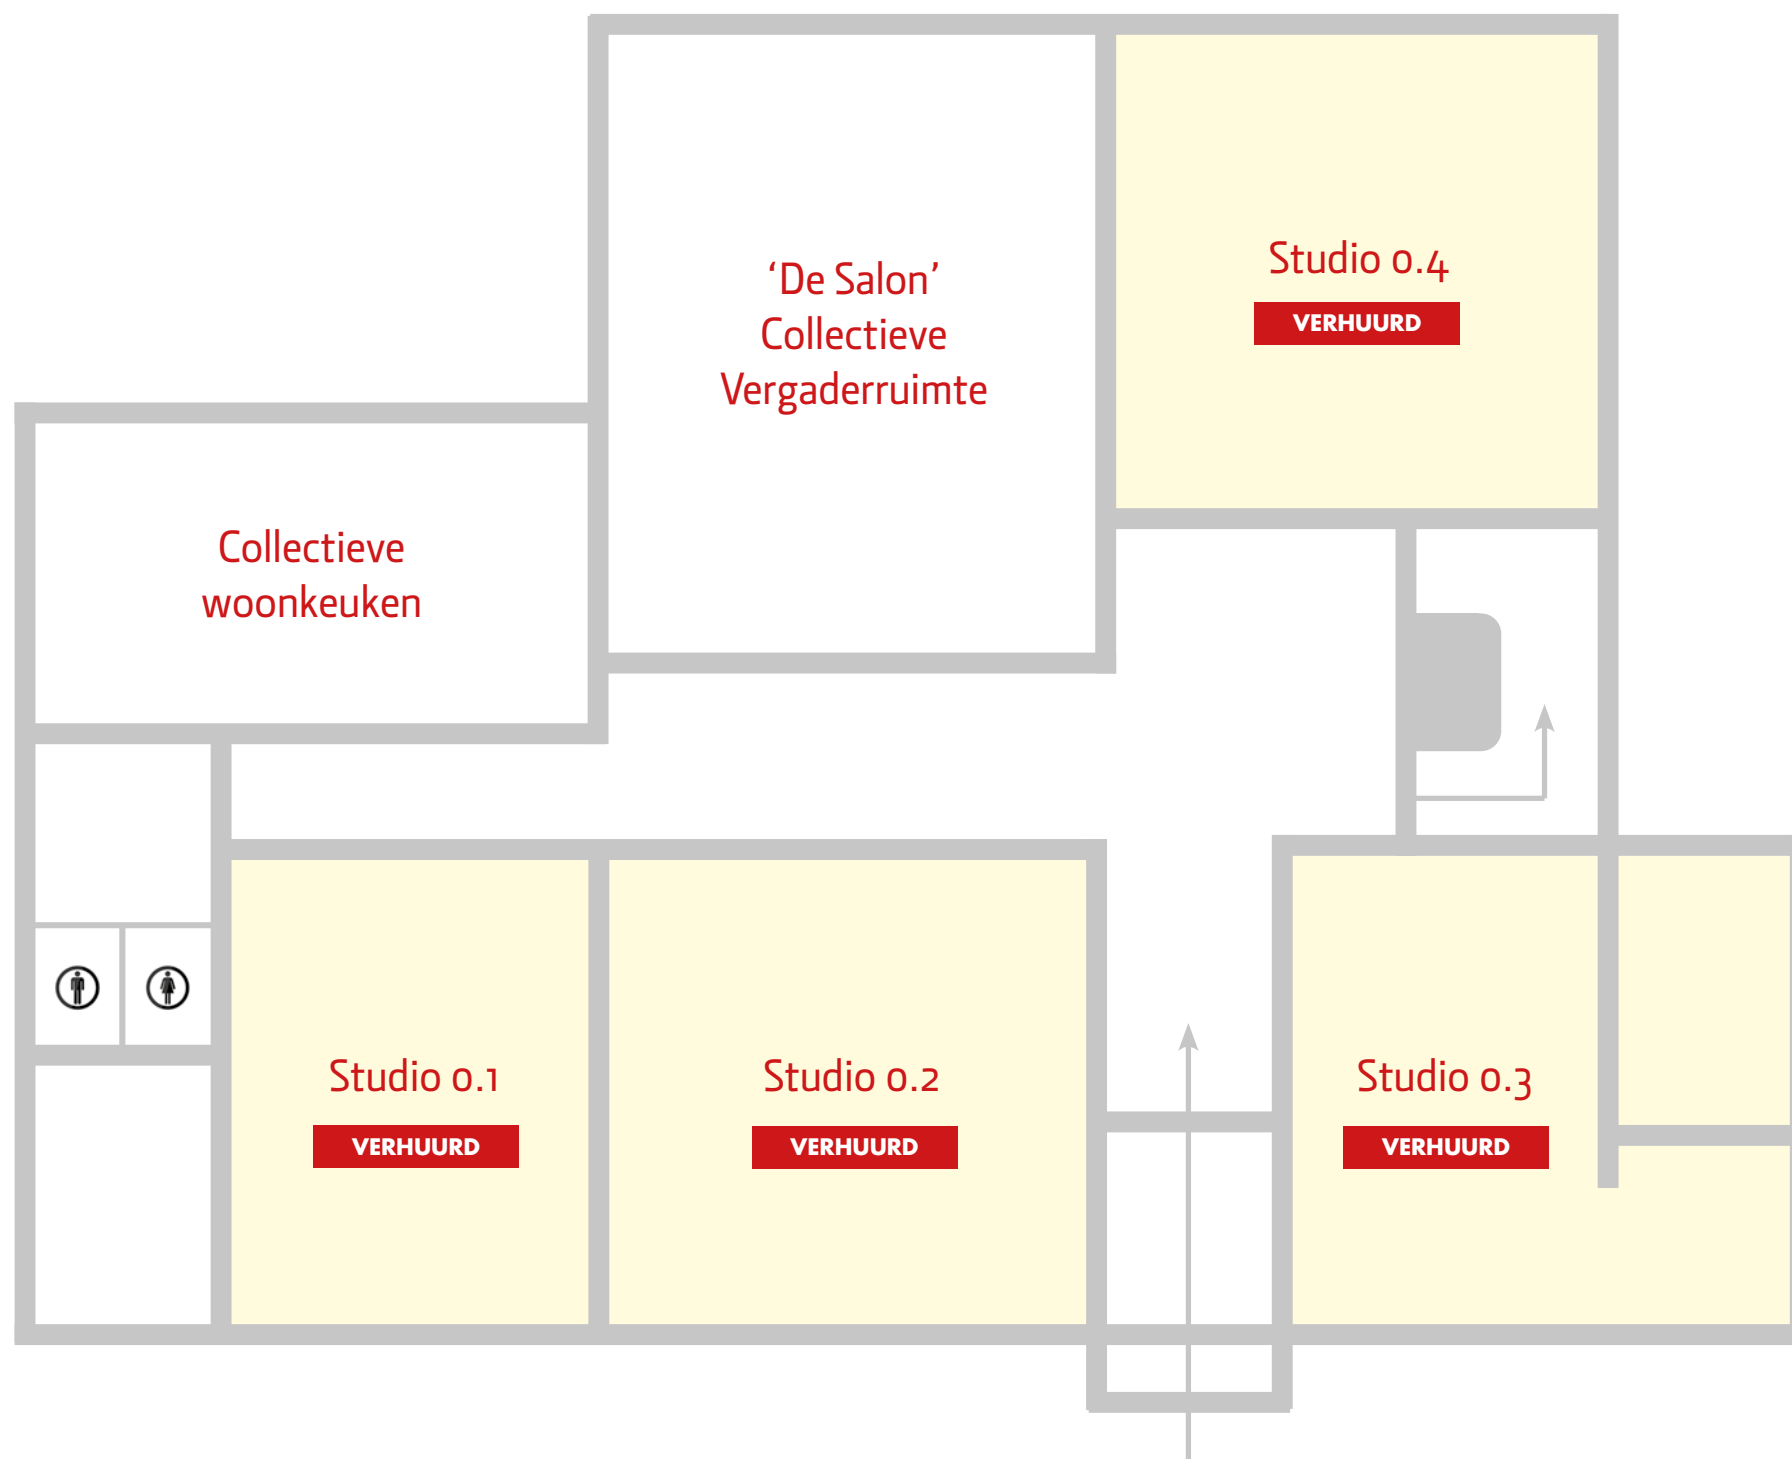 ‘De Salon’
Collectieve
Vergaderruimte
Studio 0.4
VERHUURD
Collectieve
woonkeuken
Studio 0.1
VERHUURD
Studio 0.2
VERHUURD
Studio 0.3
VERHUURD